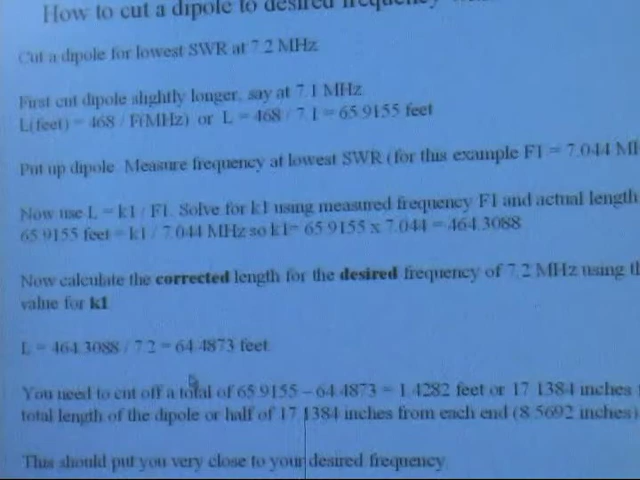 How to cut a dipole to desired frequency
Cut a dipole for lowest SWR at 7.2 MHz
First cut dipole slightly longer, say at 7.1 MHz
L(feet) = 468 / F(MHz) or L = 468 / 7.1 = 65.9155 feet
Put up dipole. Measure frequency at lowest SWR (for this example F1 = 7.044 MH
Now use L = k1 / F1. Solve for k1 using measured frequency F1 and actual length
65.9155 feet = k1 / 7.044 MHz so k1= 65.9155 x 7.044 = 464.3088
Now calculate the corrected length for the desired frequency of 7.2 MHz using th
value for k1
L = 464.3088 / 7.2 = 64.4873 feet
You need to cut off a total of 65.9155 – 64.4873 = 1.4282 feet or 17.1384 inches
total length of the dipole or half of 17.1384 inches from each end (8.5692 inches)
This should put you very close to your desired frequency